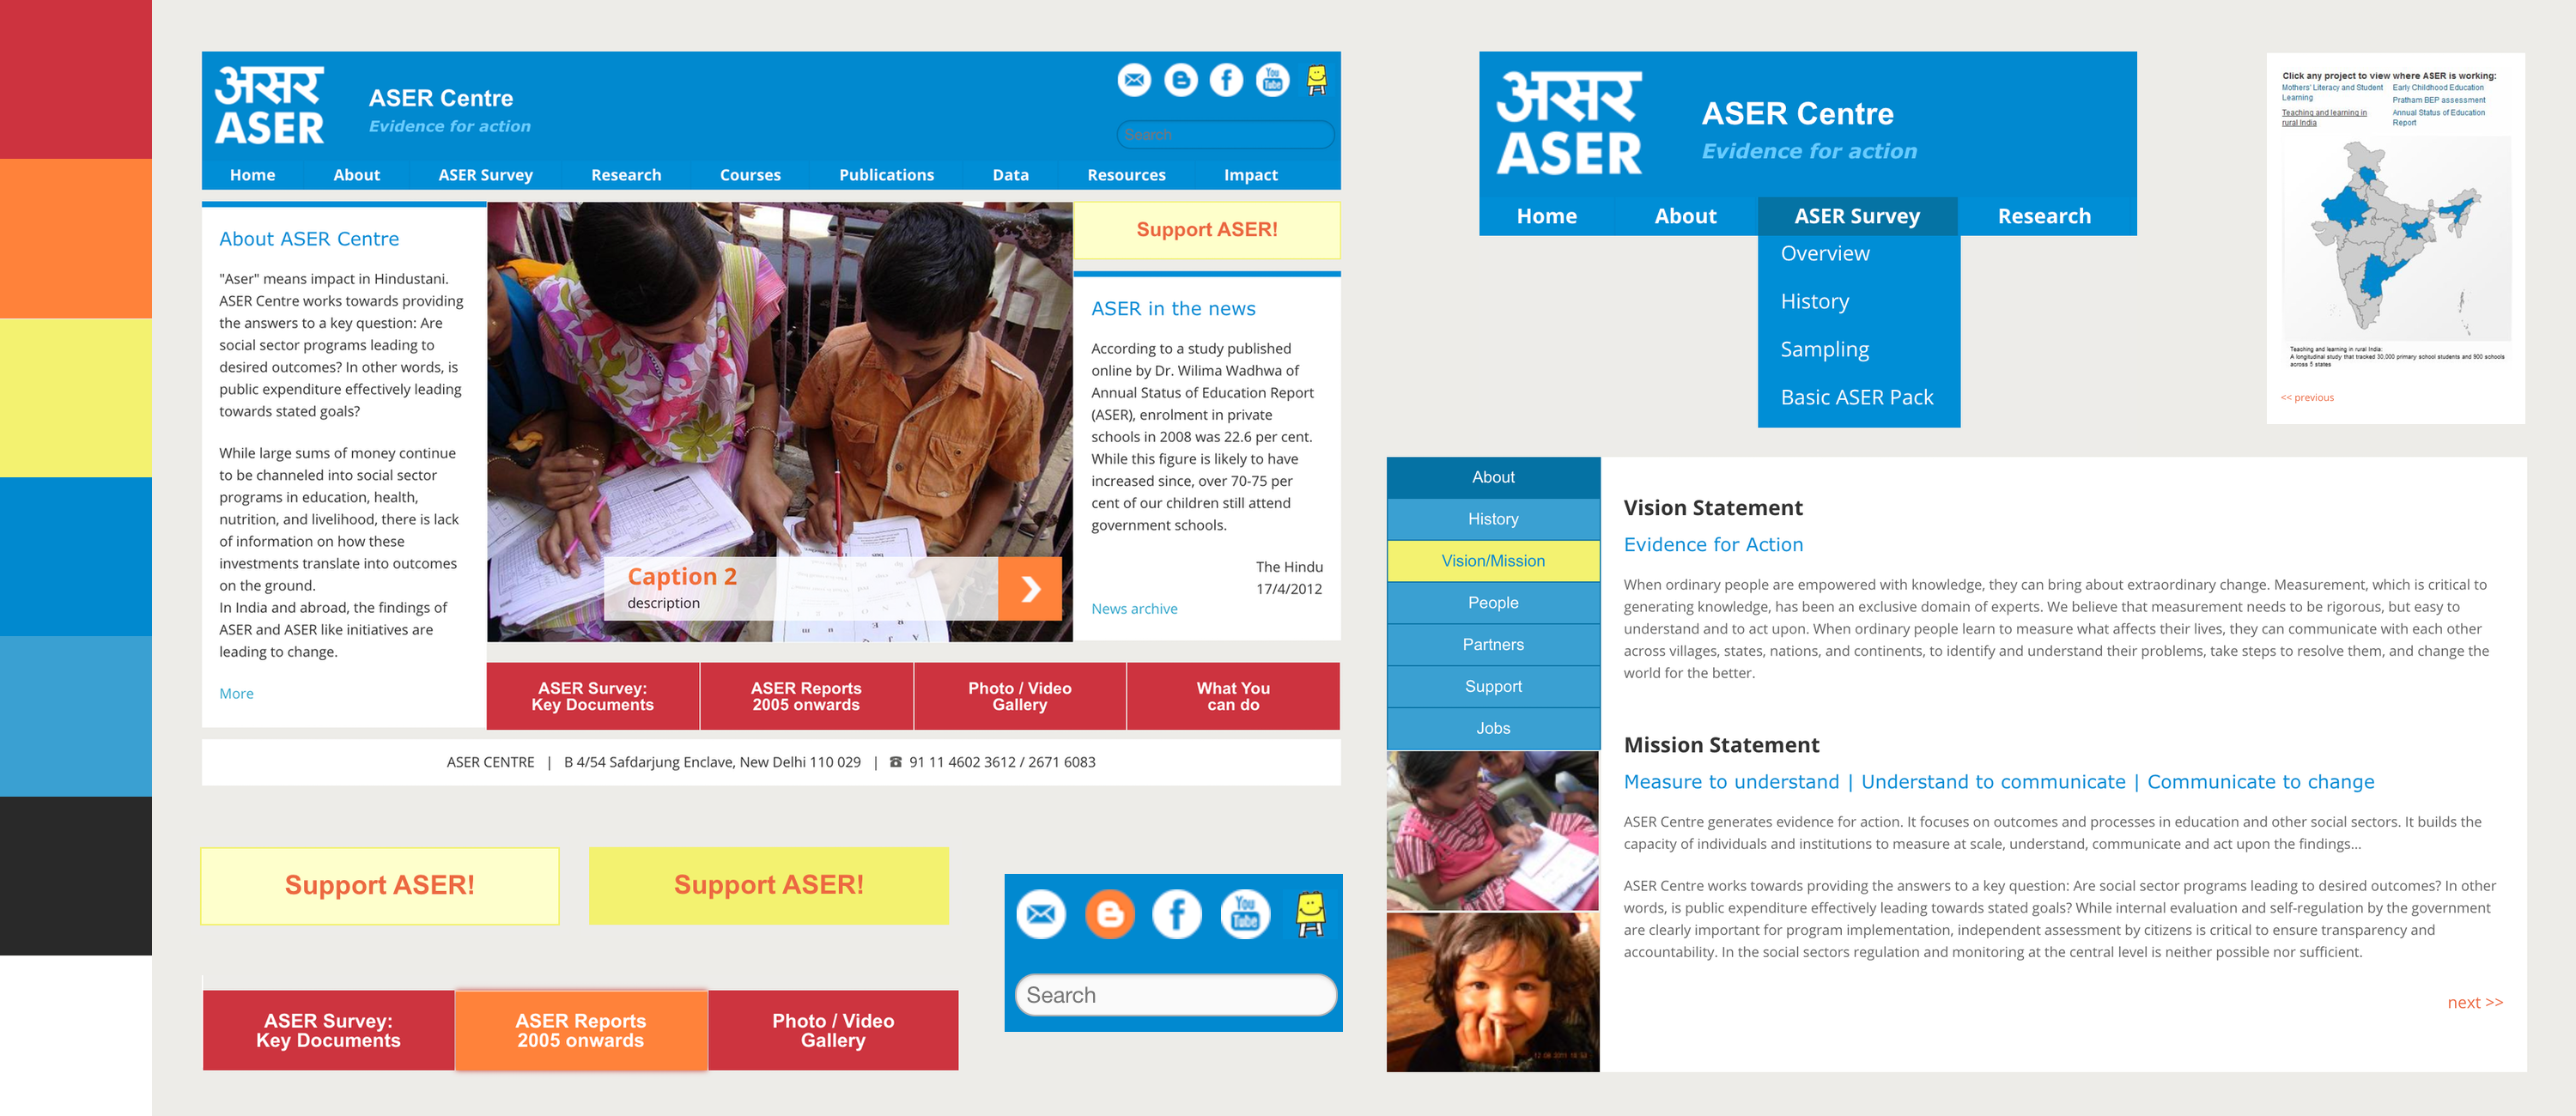 असर
ASER
ASER Centre
Evidence for action
You
Tube
Search
Home About ASER Survey Research Courses Publications Data Resources Impact
About ASER Centre
"Aser" means impact in Hindustani.
ASER Centre works towards providing
the answers to a key question: Are
social sector programs leading to
desired outcomes? In other words, is
public expenditure effectively leading
towards stated goals?
While large sums of money continue
to be channeled into social sector
programs in education, health,
nutrition, and livelihood, there is lack
of information on how these
investments translate into outcomes
on the ground.
In India and abroad, the findings of
ASER and ASER like initiatives are
leading to change.
More
Caption 2
description
Support ASER!
ASER in the news
According to a study published
online by Dr. Wilima Wadhwa of
Annual Status of Education Report
(ASER), enrolment in private
schools in 2008 was 22.6 per cent.
While this figure is likely to have
increased since, over 70-75 per
cent of our children still attend
government schools.
The Hindu
17/4/2012
News archive
ASER Survey:
Key Documents
ASER Reports
2005 onwards
Photo / Video
Gallery
What You
can do
ASER CENTRE | B 4/54 Safdarjung Enclave, New Delhi 110 029 | ☎ 91 11 4602 3612 / 2671 6083
Support ASER!
Support ASER!
ASER Survey:
Key Documents
ASER Reports
2005 onwards
Photo / Video
Gallery
You
Tube
Search
असर
ASER
ASER Centre
Evidence for action
Home About ASER Survey Research
Overview
History
Sampling
Basic ASER Pack
Click any project to view where ASER is working:
Mothers' Literacy and Student
Learning
Teaching and learning in
rural India
Early Childhood Education
Pratham BEP assessment
Annual Status of Education
Report
Teaching and learning in rural India:
A longitudinal study that tracked 30,000 primary school students and 900 schools
across 5 states
<< previous
About
History
Vision/Mission
People
Partners
Support
Jobs
Vision Statement
Evidence for Action
When ordinary people are empowered with knowledge, they can bring about extraordinary change. Measurement, which is critical to
generating knowledge, has been an exclusive domain of experts. We believe that measurement needs to be rigorous, but easy to
understand and to act upon. When ordinary people learn to measure what affects their lives, they can communicate with each other
across villages, states, nations, and continents, to identify and understand their problems, take steps to resolve them, and change the
world for the better.
Mission Statement
Measure to understand | Understand to communicate | Communicate to change
ASER Centre generates evidence for action. It focuses on outcomes and processes in education and other social sectors. It builds the
capacity of individuals and institutions to measure at scale, understand, communicate and act upon the findings...
ASER Centre works towards providing the answers to a key question: Are social sector programs leading to desired outcomes? In other
words, is public expenditure effectively leading towards stated goals? While internal evaluation and self-regulation by the government
are clearly important for program implementation, independent assessment by citizens is critical to ensure transparency and
accountability. In the social sectors regulation and monitoring at the central level is neither possible nor sufficient.
next >>